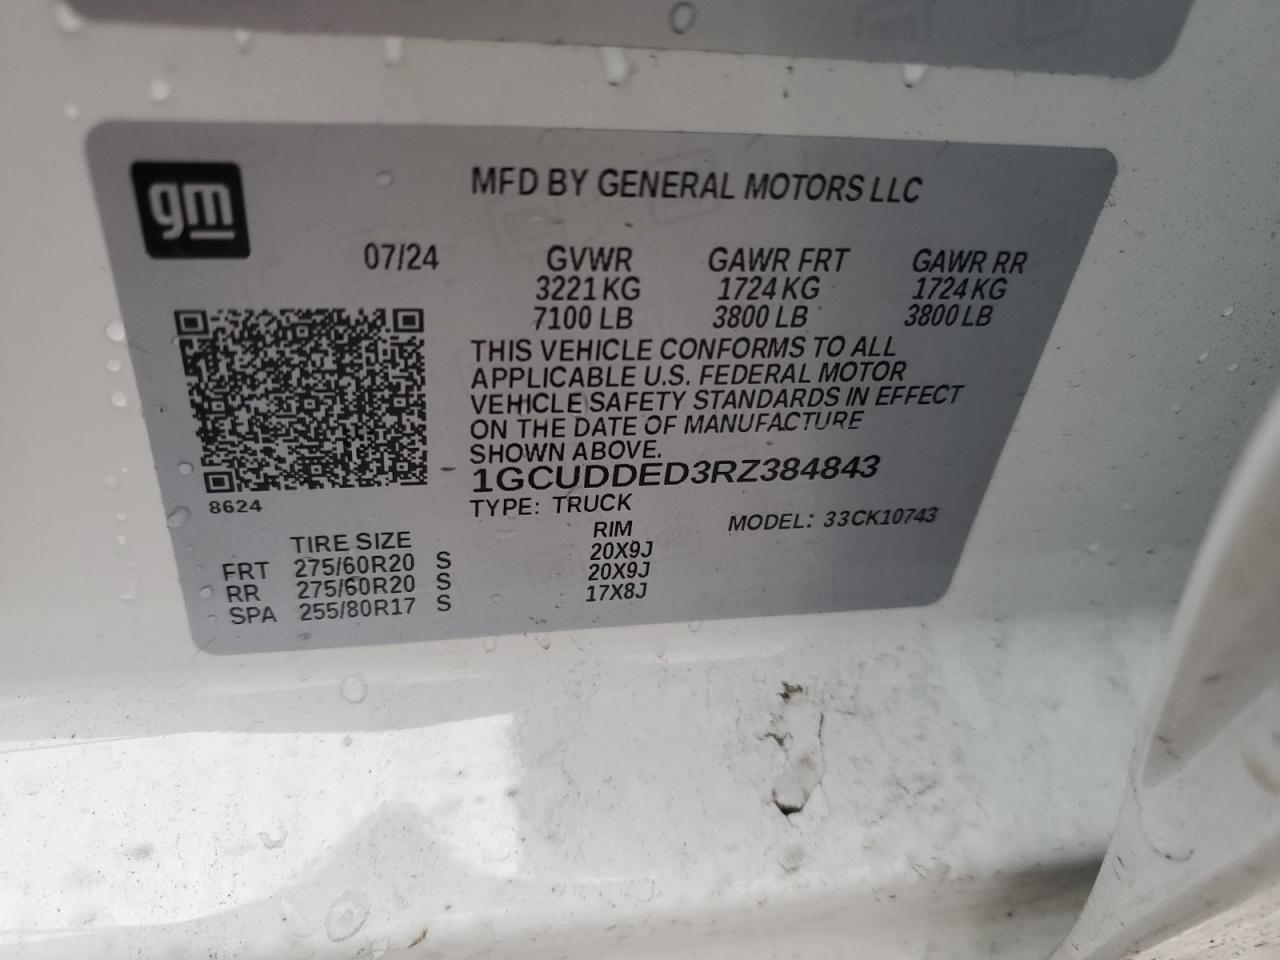 gm
MFD BY GENERAL MOTORS LLC
07/24 GVWR GAWR FRT GAWR RR
3221 KG 1724 KG 1724 KG
7100 LB 3800 LB 3800 LB
THIS VEHICLE CONFORMS TO ALL
APPLICABLE U.S. FEDERAL MOTOR
VEHICLE SAFETY STANDARDS IN EFFECT
ON THE DATE OF MANUFACTURE
SHOWN ABOVE.
1GCUDDED3RZ384843
8624
TYPE: TRUCK
MODEL: 33CK10743
TIRE SIZE RIM
FRT 275/60R20 S 20X9J
RR 275/60R20 S 20X9J
SPA 255/80R17 S 17X8J